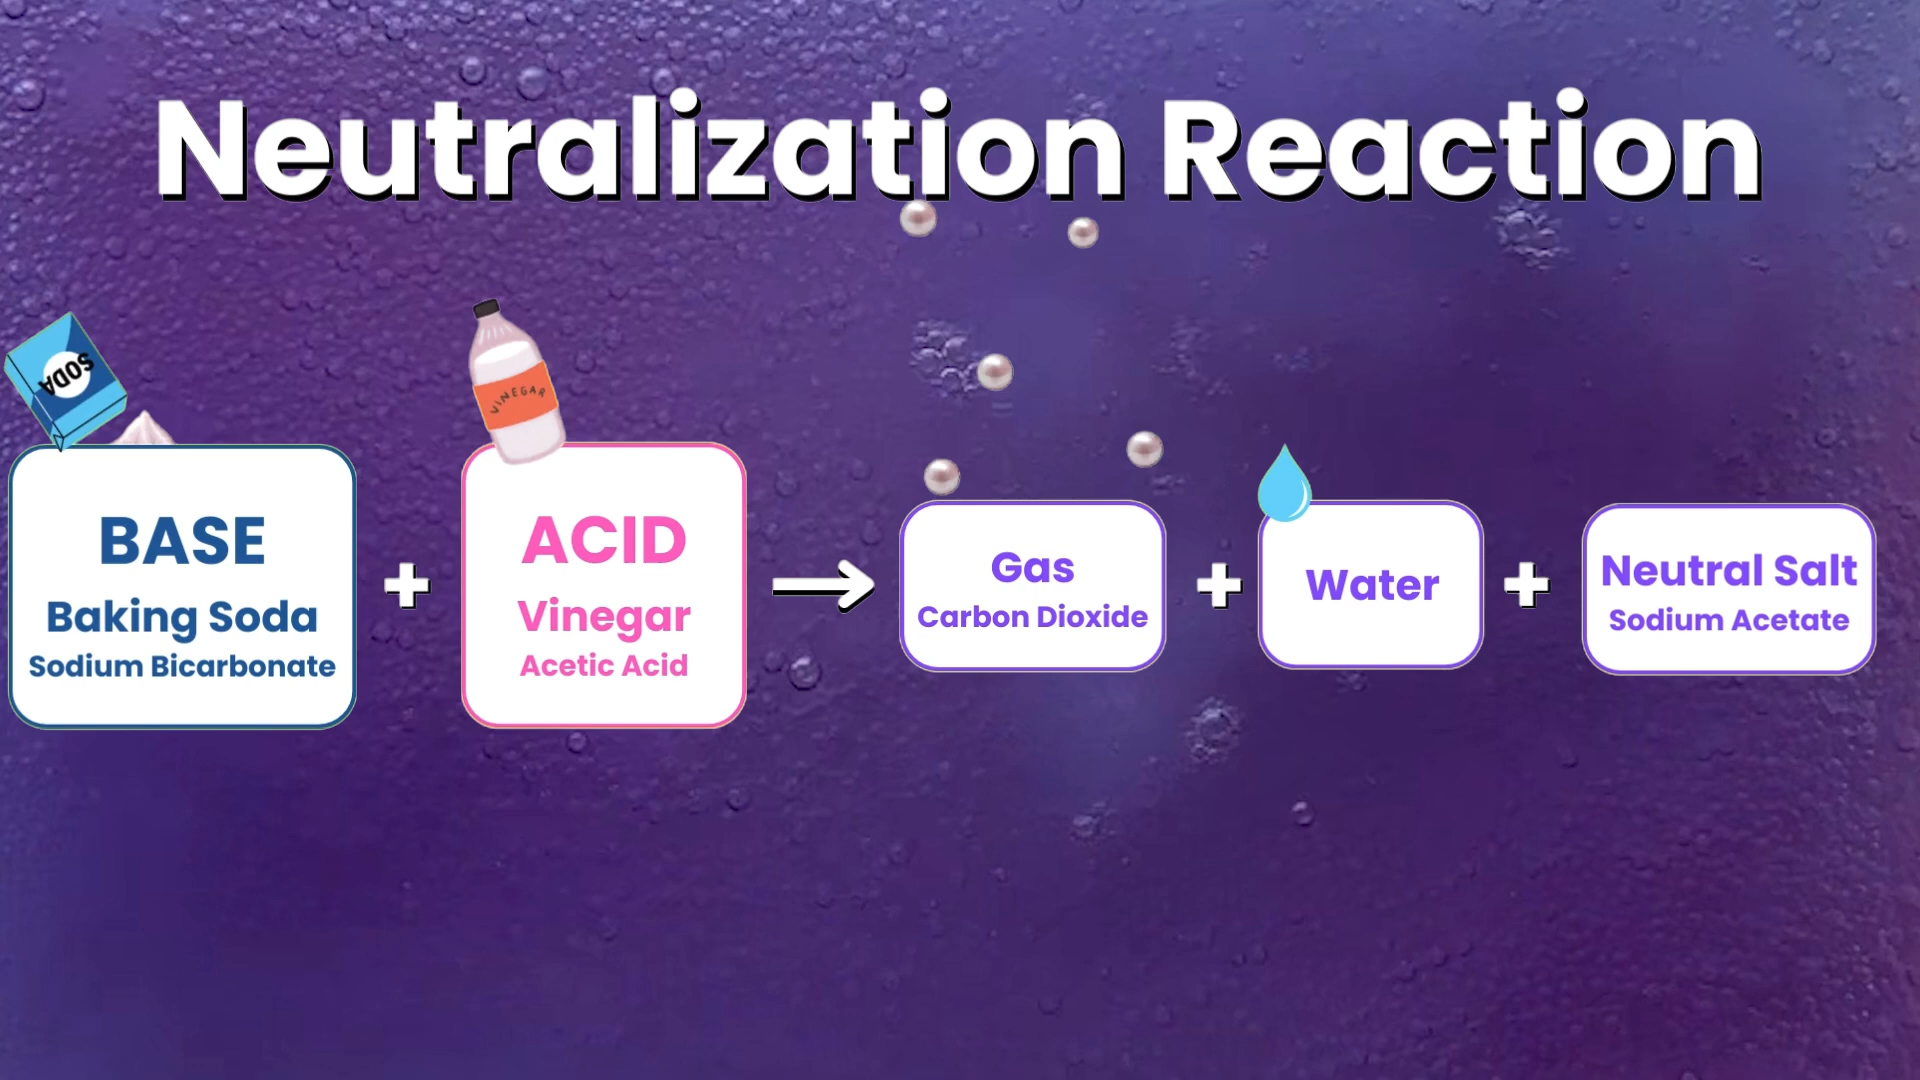 Neutralization Reaction
SODA
VINEGAR
BASE
Baking Soda
Sodium Bicarbonate
+
ACID
Vinegar
Acetic Acid
→
Gas
Carbon Dioxide
+
Water
+
Neutral Salt
Sodium Acetate